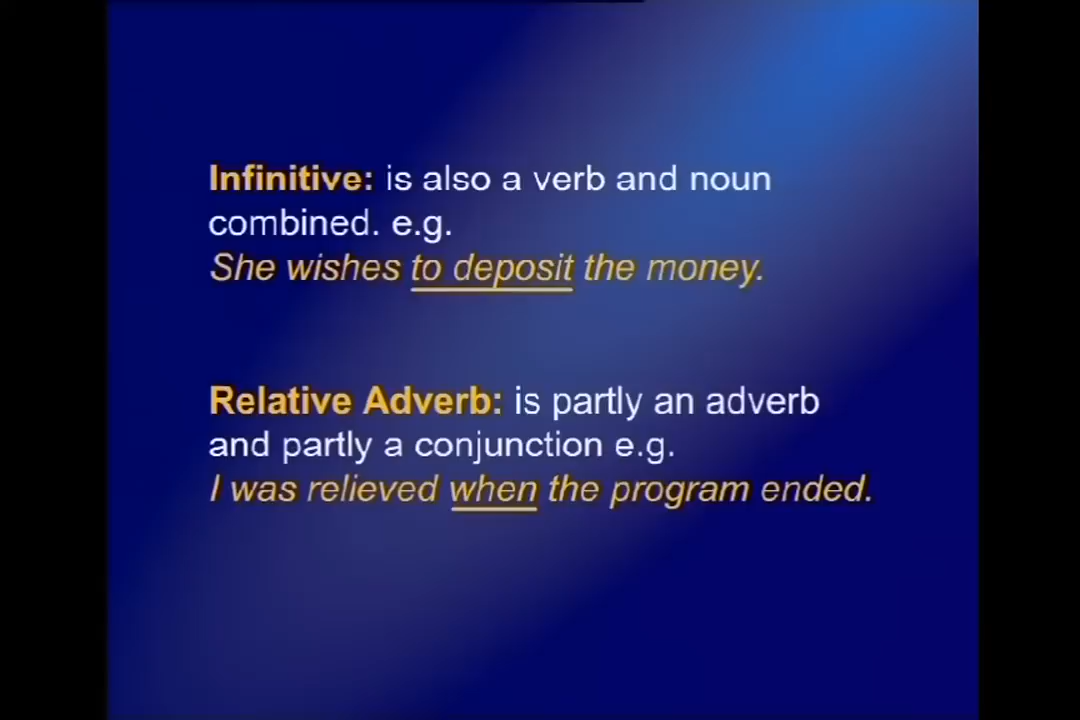 Infinitive: is also a verb and noun
combined. e.g.
She wishes to deposit the money.
Relative Adverb: is partly an adverb
and partly a conjunction e.g.
I was relieved when the program ended.